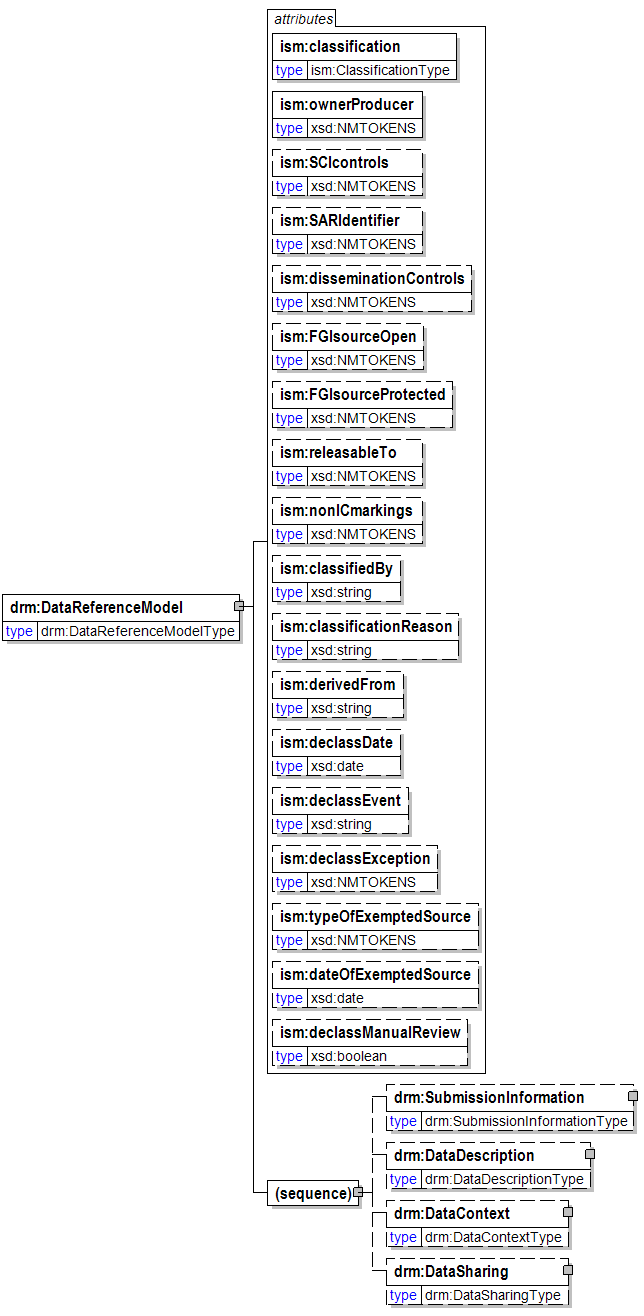 attributes
ism:classification
type ism:ClassificationType
ism:ownerProducer
type xsd:NMTOKENS
ism:SCIcontrols
type xsd:NMTOKENS
ism:SARIdentifier
type xsd:NMTOKENS
ism:disseminationControls
type xsd:NMTOKENS
ism:FGIsourceOpen
type xsd:NMTOKENS
ism:FGIsourceProtected
type xsd:NMTOKENS
ism:releasableTo
type xsd:NMTOKENS
ism:nonICmarkings
type xsd:NMTOKENS
ism:classifiedBy
type xsd:string
drm:DataReferenceModel
type drm:DataReferenceModelType
ism:classificationReason
type xsd:string
ism:derivedFrom
type xsd:string
ism:declassDate
type xsd:date
ism:declassEvent
type xsd:string
ism:declassException
type xsd:NMTOKENS
ism:typeOfExemptedSource
type xsd:NMTOKENS
ism:dateOfExemptedSource
type xsd:date
ism:declassManualReview
type xsd:boolean
(sequence)
drm:SubmissionInformation
type drm:SubmissionInformationType
drm:DataDescription
type drm:DataDescriptionType
drm:DataContext
type drm:DataContextType
drm:DataSharing
type drm:DataSharingType